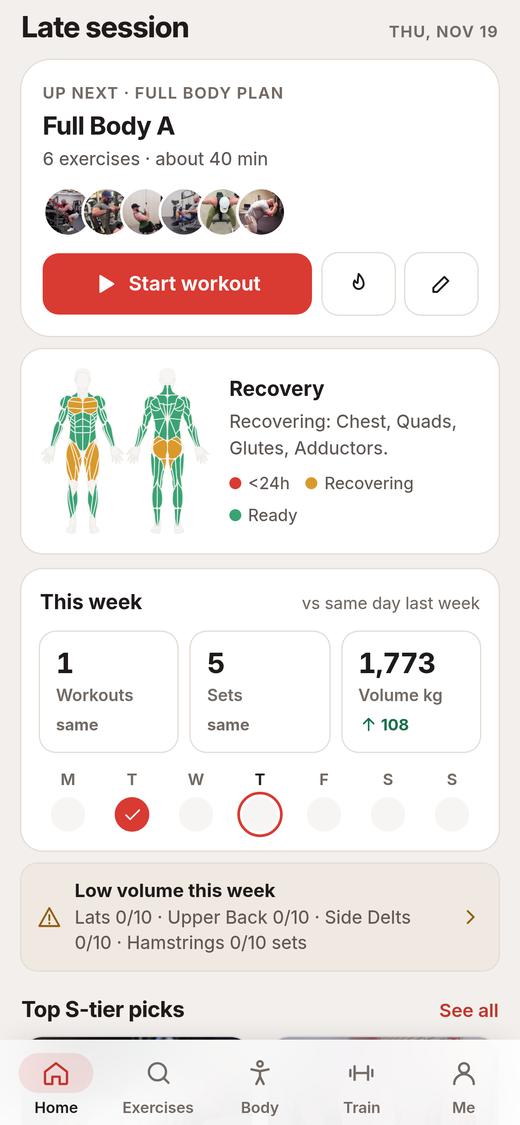 Late session
THU, NOV 19
UP NEXT · FULL BODY PLAN
Full Body A
6 exercises · about 40 min
Start workout
Recovery
Recovering: Chest, Quads,
Glutes, Adductors.
<24h Recovering
Ready
This week
vs same day last week
1
Workouts
same
5
Sets
same
1,773
Volume kg
↑ 108
M T W T F S S
Low volume this week
Lats 0/10 · Upper Back 0/10 · Side Delts
0/10 · Hamstrings 0/10 sets
Top S-tier picks
See all
Home Exercises Body Train Me